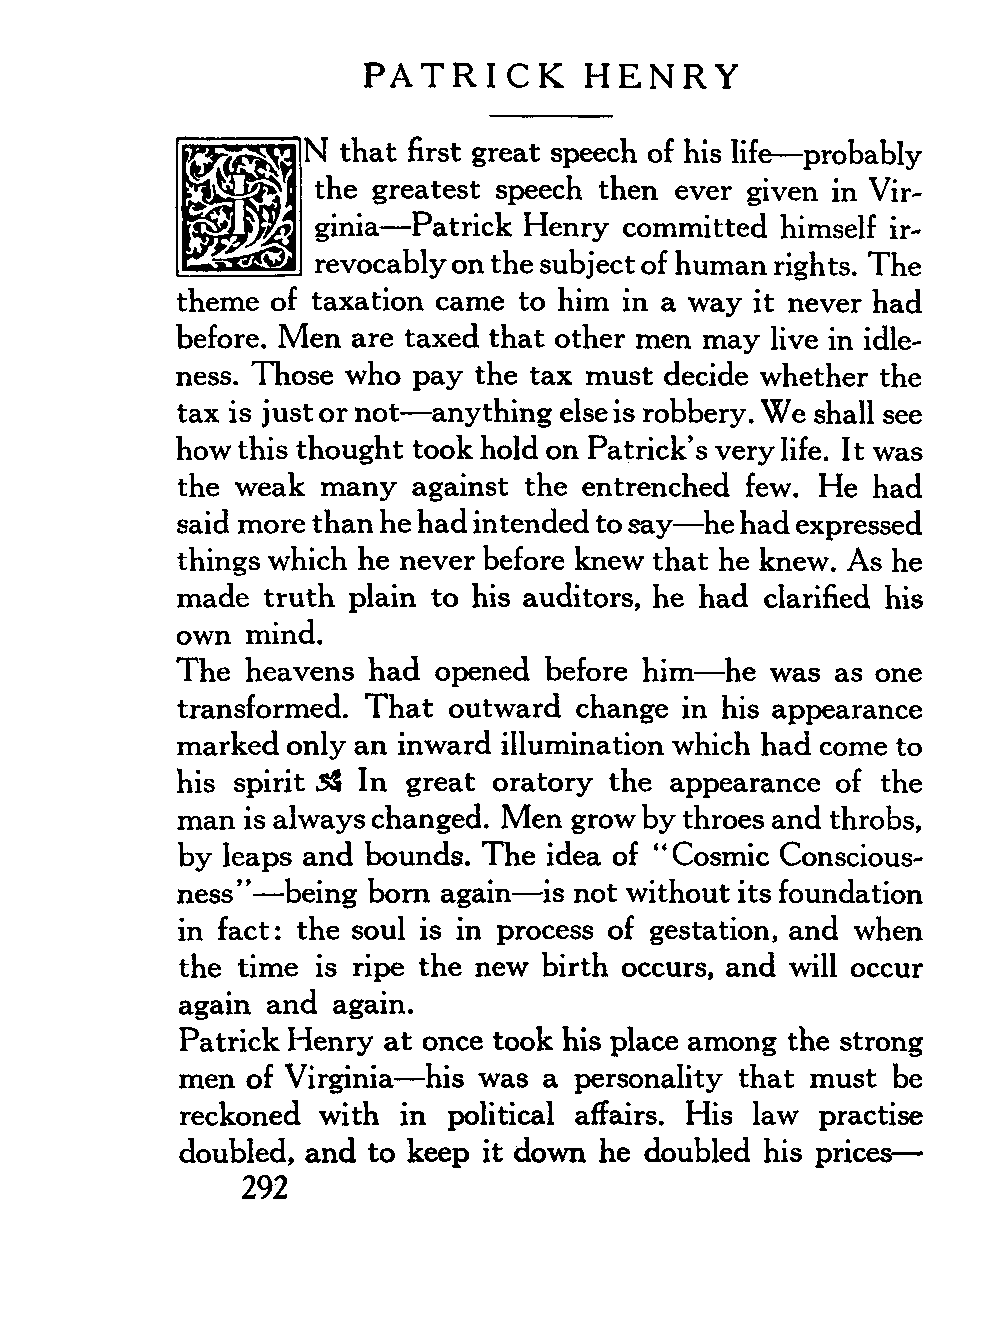 PATRICK HENRY
IN that first great speech of his life—probably
the greatest speech then ever given in Vir-
ginia—Patrick Henry committed himself ir-
revocably on the subject of human rights. The
theme of taxation came to him in a way it never had
before. Men are taxed that other men may live in idle-
ness. Those who pay the tax must decide whether the
tax is just or not—anything else is robbery. We shall see
how this thought took hold on Patrick's very life. It was
the weak many against the entrenched few. He had
said more than he had intended to say—he had expressed
things which he never before knew that he knew. As he
made truth plain to his auditors, he had clarified his
own mind.
The heavens had opened before him—he was as one
transformed. That outward change in his appearance
marked only an inward illumination which had come to
his spirit In great oratory the appearance of the
man is always changed. Men grow by throes and throbs,
by leaps and bounds. The idea of "Cosmic Conscious-
ness"—being born again—is not without its foundation
in fact: the soul is in process of gestation, and when
the time is ripe the new birth occurs, and will occur
again and again.
Patrick Henry at once took his place among the strong
men of Virginia—his was a personality that must be
reckoned with in political affairs. His law practise
doubled, and to keep it down he doubled his prices—
292